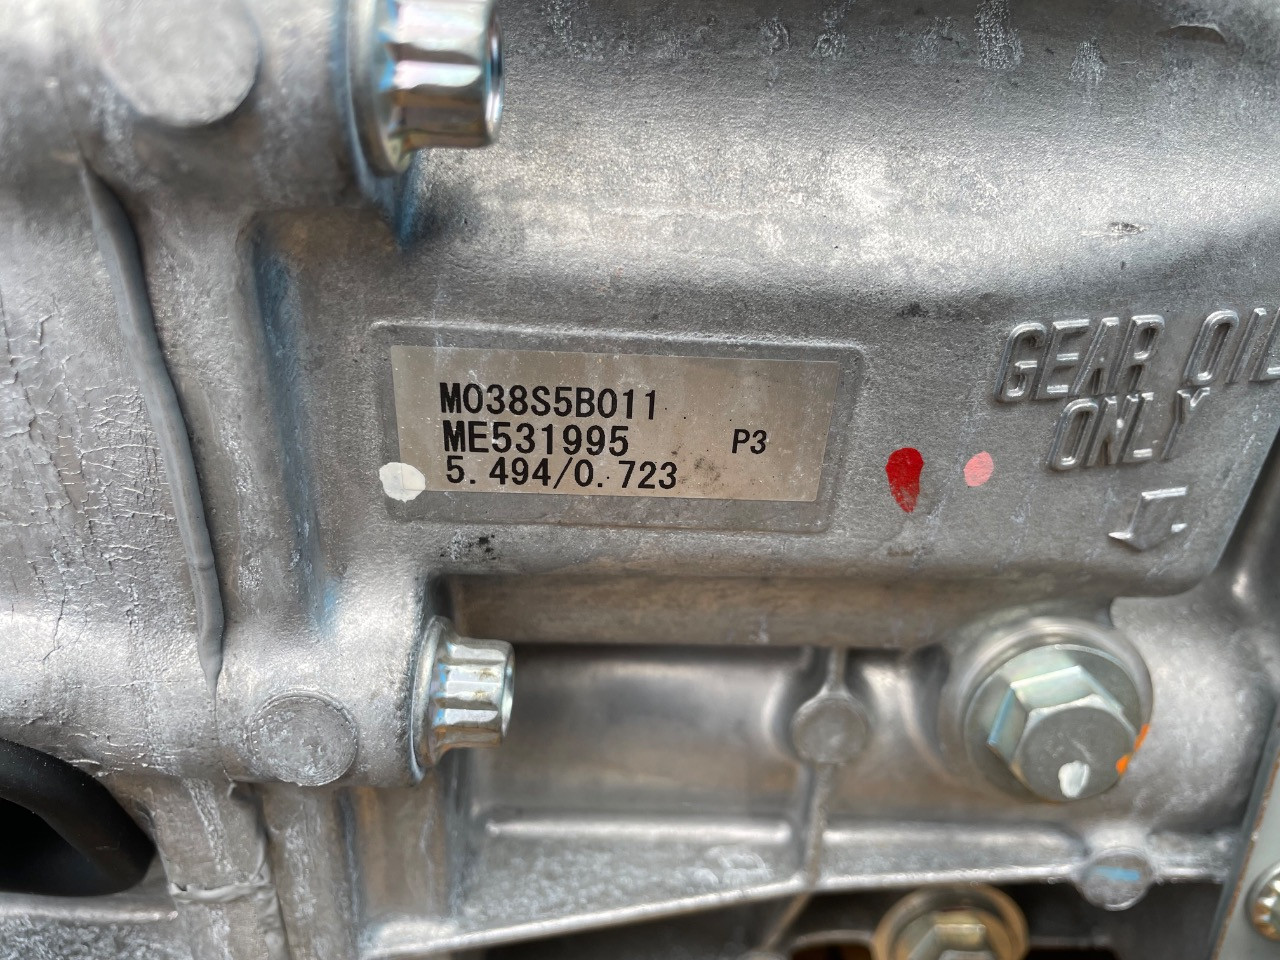 M038S5B011
ME531995 P3
5.494/0.723
GEAR OIL
ONLY